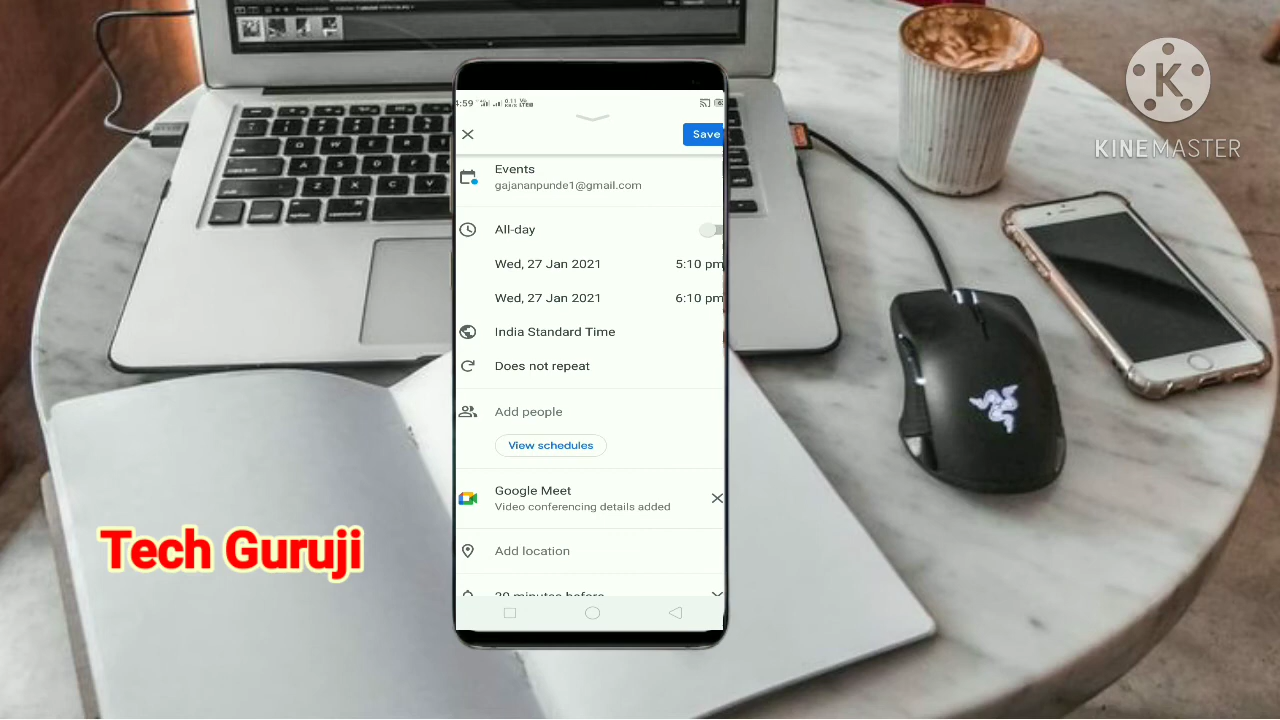 4:59
Save
Events
gajananpunde1@gmail.com
All-day
Wed, 27 Jan 2021 5:10 pm
Wed, 27 Jan 2021 6:10 pm
India Standard Time
Does not repeat
Add people
View schedules
Google Meet
Video conferencing details added
Add location
30 minutes before
Tech Guruji
K
KINEMASTER